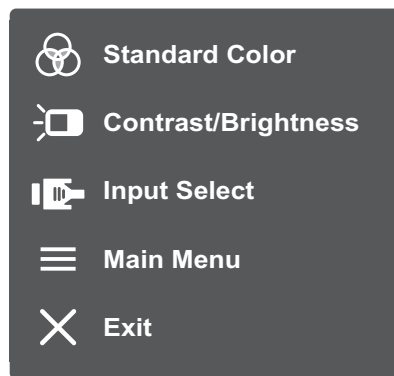 Standard Color
Contrast/Brightness
Input Select
Main Menu
Exit